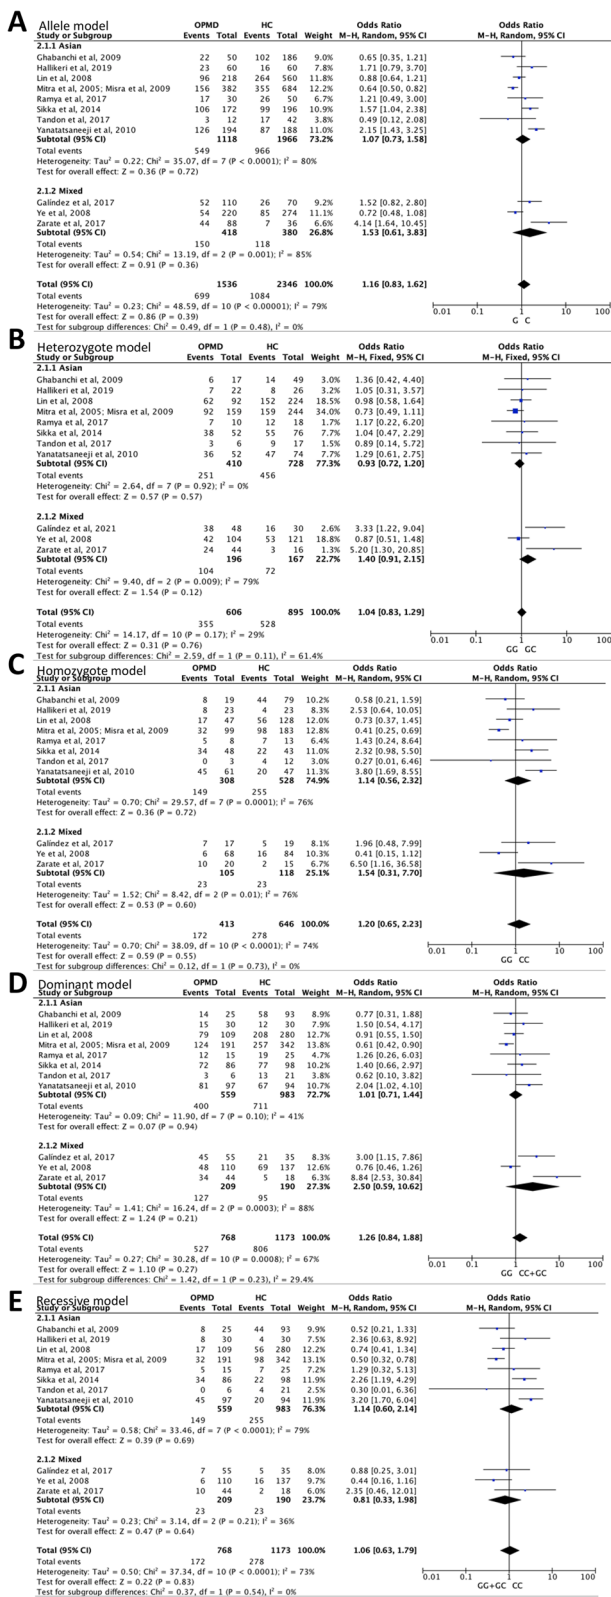 A Allele model
OPMD HC Odds Ratio Odds Ratio
Study or Subgroup Events Total Events Total Weight M-H, Random, 95% CI M-H, Random, 95% CI
2.1.1 Asian
Ghabanchi et al, 2009 22 50 102 186 9.0% 0.65 [0.35, 1.21]
Hallikeri et al, 2019 23 60 16 60 7.4% 1.71 [0.79, 3.70]
Lin et al, 2008 96 218 264 560 11.3% 0.88 [0.64, 1.21]
Mitra et al, 2005; Misra et al, 2009 156 382 355 684 11.7% 0.64 [0.50, 0.82]
Ramya et al, 2017 17 30 26 50 6.4% 1.21 [0.49, 3.00]
Sikka et al, 2014 106 172 99 196 10.6% 1.57 [1.04, 2.38]
Tandon et al, 2017 3 12 17 42 4.0% 0.49 [0.12, 2.08]
Yanatatsaneeji et al, 2010 126 194 87 188 10.6% 2.15 [1.43, 3.25]
Subtotal (95% CI) 1118 1966 73.2% 1.07 [0.73, 1.58]
Total events 549 966
Heterogeneity: Tau² = 0.22; Chi² = 35.07, df = 7 (P < 0.0001); I² = 80%
Test for overall effect: Z = 0.36 (P = 0.72)
2.1.2 Mixed
Galíndez et al, 2017 52 110 26 70 9.0% 1.52 [0.82, 2.80]
Ye et al, 2008 54 220 85 274 10.7% 0.72 [0.48, 1.08]
Zarate et al, 2017 44 88 7 36 7.0% 4.14 [1.64, 10.45]
Subtotal (95% CI) 418 380 26.8% 1.53 [0.61, 3.83]
Total events 150 118
Heterogeneity: Tau² = 0.54; Chi² = 13.19, df = 2 (P = 0.001); I² = 85%
Test for overall effect: Z = 0.91 (P = 0.36)
Total (95% CI) 1536 2346 100.0% 1.16 [0.83, 1.62]
Total events 699 1084
Heterogeneity: Tau² = 0.23; Chi² = 48.59, df = 10 (P < 0.00001); I² = 79%
Test for overall effect: Z = 0.86 (P = 0.39)
Test for subgroup differences: Chi² = 0.49, df = 1 (P = 0.48), I² = 0%
0.01 0.1 1 10 100
G C
B Heterozygote model
OPMD HC Odds Ratio Odds Ratio
Study or Subgroup Events Total Events Total Weight M-H, Fixed, 95% CI M-H, Fixed, 95% CI
2.1.1 Asian
Ghabanchi et al, 2009 6 17 14 49 3.0% 1.36 [0.42, 4.40]
Hallikeri et al, 2019 7 22 8 26 3.2% 1.05 [0.31, 3.57]
Lin et al, 2008 62 92 152 224 18.5% 0.98 [0.58, 1.64]
Mitra et al, 2005; Misra et al, 2009 92 159 159 244 34.0% 0.73 [0.49, 1.11]
Ramya et al, 2017 7 10 12 18 1.7% 1.17 [0.22, 6.20]
Sikka et al, 2014 38 52 55 76 7.9% 1.04 [0.47, 2.29]
Tandon et al, 2017 3 6 9 17 1.5% 0.89 [0.14, 5.72]
Yanatatsaneeji et al, 2010 36 52 47 74 7.5% 1.29 [0.61, 2.75]
Subtotal (95% CI) 410 728 77.3% 0.93 [0.72, 1.20]
Total events 251 456
Heterogeneity: Chi² = 2.64, df = 7 (P = 0.92); I² = 0%
Test for overall effect: Z = 0.57 (P = 0.57)
2.1.2 Mixed
Galíndez et al, 2021 38 48 16 30 2.6% 3.33 [1.22, 9.04]
Ye et al, 2008 42 104 53 121 18.8% 0.87 [0.51, 1.48]
Zarate et al, 2017 24 44 3 16 1.3% 5.20 [1.30, 20.85]
Subtotal (95% CI) 196 167 22.7% 1.40 [0.91, 2.15]
Total events 104 72
Heterogeneity: Chi² = 9.40, df = 2 (P = 0.009); I² = 79%
Test for overall effect: Z = 1.54 (P = 0.12)
Total (95% CI) 606 895 100.0% 1.04 [0.83, 1.29]
Total events 355 528
Heterogeneity: Chi² = 14.17, df = 10 (P = 0.17); I² = 29%
Test for overall effect: Z = 0.31 (P = 0.76)
Test for subgroup differences: Chi² = 2.59, df = 1 (P = 0.11), I² = 61.4%
0.01 0.1 1 10 100
GG GC
C Homozygote model
OPMD HC Odds Ratio Odds Ratio
Study or Subgroup Events Total Events Total Weight M-H, Random, 95% CI M-H, Random, 95% CI
2.1.1 Asian
Ghabanchi et al, 2009 8 19 44 79 10.2% 0.58 [0.21, 1.59]
Hallikeri et al, 2019 8 23 4 23 8.3% 2.53 [0.64, 10.05]
Lin et al, 2008 17 47 56 128 12.0% 0.73 [0.37, 1.45]
Mitra et al, 2005; Misra et al, 2009 32 99 98 183 12.9% 0.41 [0.25, 0.69]
Ramya et al, 2017 5 8 7 13 6.4% 1.43 [0.24, 8.64]
Sikka et al, 2014 34 48 22 43 11.0% 2.32 [0.98, 5.50]
Tandon et al, 2017 0 3 4 12 2.9% 0.27 [0.01, 6.46]
Yanatatsaneeji et al, 2010 45 61 20 47 11.3% 3.80 [1.69, 8.55]
Subtotal (95% CI) 308 528 74.9% 1.14 [0.56, 2.32]
Total events 149 255
Heterogeneity: Tau² = 0.70; Chi² = 29.57, df = 7 (P = 0.0001); I² = 76%
Test for overall effect: Z = 0.36 (P = 0.72)
2.1.2 Mixed
Galíndez et al, 2017 7 17 5 19 8.1% 1.96 [0.48, 7.99]
Ye et al, 2008 6 68 16 84 10.4% 0.41 [0.15, 1.12]
Zarate et al, 2017 10 20 2 15 6.7% 6.50 [1.16, 36.58]
Subtotal (95% CI) 105 118 25.1% 1.54 [0.31, 7.70]
Total events 23 23
Heterogeneity: Tau² = 1.52; Chi² = 8.42, df = 2 (P = 0.01); I² = 76%
Test for overall effect: Z = 0.53 (P = 0.60)
Total (95% CI) 413 646 100.0% 1.20 [0.65, 2.23]
Total events 172 278
Heterogeneity: Tau² = 0.70; Chi² = 38.09, df = 10 (P < 0.0001); I² = 74%
Test for overall effect: Z = 0.59 (P = 0.55)
Test for subgroup differences: Chi² = 0.12, df = 1 (P = 0.73), I² = 0%
0.01 0.1 1 10 100
GG CC
D Dominant model
OPMD HC Odds Ratio Odds Ratio
Study or Subgroup Events Total Events Total Weight M-H, Random, 95% CI M-H, Random, 95% CI
2.1.1 Asian
Ghabanchi et al, 2009 14 25 58 93 9.2% 0.77 [0.31, 1.88]
Hallikeri et al, 2019 15 30 12 30 8.1% 1.50 [0.54, 4.17]
Lin et al, 2008 79 109 208 280 12.9% 0.91 [0.55, 1.50]
Mitra et al, 2005; Misra et al, 2009 124 191 257 342 13.8% 0.61 [0.42, 0.90]
Ramya et al, 2017 12 15 19 25 4.7% 1.26 [0.26, 6.03]
Sikka et al, 2014 72 86 77 98 10.5% 1.40 [0.66, 2.97]
Tandon et al, 2017 3 6 13 21 3.6% 0.62 [0.10, 3.82]
Yanatatsaneeji et al, 2010 81 97 67 94 10.9% 2.04 [1.02, 4.10]
Subtotal (95% CI) 559 983 72.7% 1.01 [0.71, 1.44]
Total events 400 711
Heterogeneity: Tau² = 0.09; Chi² = 11.90, df = 7 (P = 0.10); I² = 41%
Test for overall effect: Z = 0.07 (P = 0.94)
2.1.2 Mixed
Galíndez et al, 2017 45 55 21 35 8.5% 3.00 [1.15, 7.86]
Ye et al, 2008 48 110 69 137 12.6% 0.76 [0.46, 1.26]
Zarate et al, 2017 34 44 5 18 6.2% 8.84 [2.53, 30.84]
Subtotal (95% CI) 209 190 27.3% 2.50 [0.59, 10.62]
Total events 127 95
Heterogeneity: Tau² = 1.41; Chi² = 16.24, df = 2 (P = 0.0003); I² = 88%
Test for overall effect: Z = 1.24 (P = 0.21)
Total (95% CI) 768 1173 100.0% 1.26 [0.84, 1.88]
Total events 527 806
Heterogeneity: Tau² = 0.27; Chi² = 30.28, df = 10 (P = 0.0008); I² = 67%
Test for overall effect: Z = 1.10 (P = 0.27)
Test for subgroup differences: Chi² = 1.42, df = 1 (P = 0.23), I² = 29.4%
0.01 0.1 1 10 100
GG CC+GC
E Recessive model
OPMD HC Odds Ratio Odds Ratio
Study or Subgroup Events Total Events Total Weight M-H, Random, 95% CI M-H, Random, 95% CI
2.1.1 Asian
Ghabanchi et al, 2009 8 25 44 93 9.8% 0.52 [0.21, 1.33]
Hallikeri et al, 2019 8 30 4 30 7.5% 2.36 [0.63, 8.92]
Lin et al, 2008 17 109 56 280 12.2% 0.74 [0.41, 1.34]
Mitra et al, 2005; Misra et al, 2009 32 191 98 342 13.0% 0.50 [0.32, 0.78]
Ramya et al, 2017 5 15 7 25 7.2% 1.29 [0.32, 5.13]
Sikka et al, 2014 34 86 22 98 12.0% 2.26 [1.19, 4.29]
Tandon et al, 2017 0 6 4 21 2.5% 0.30 [0.01, 6.36]
Yanatatsaneeji et al, 2010 45 97 20 94 11.9% 3.20 [1.70, 6.04]
Subtotal (95% CI) 559 983 76.3% 1.14 [0.60, 2.14]
Total events 149 255
Heterogeneity: Tau² = 0.58; Chi² = 33.46, df = 7 (P < 0.0001); I² = 79%
Test for overall effect: Z = 0.39 (P = 0.69)
2.1.2 Mixed
Galíndez et al, 2017 7 55 5 35 8.0% 0.88 [0.25, 3.01]
Ye et al, 2008 6 110 16 137 9.7% 0.44 [0.16, 1.16]
Zarate et al, 2017 10 44 2 18 6.0% 2.35 [0.46, 12.01]
Subtotal (95% CI) 209 190 23.7% 0.81 [0.33, 1.98]
Total events 23 23
Heterogeneity: Tau² = 0.23; Chi² = 3.14, df = 2 (P = 0.21); I² = 36%
Test for overall effect: Z = 0.47 (P = 0.64)
Total (95% CI) 768 1173 100.0% 1.06 [0.63, 1.79]
Total events 172 278
Heterogeneity: Tau² = 0.50; Chi² = 37.34, df = 10 (P < 0.0001); I² = 73%
Test for overall effect: Z = 0.22 (P = 0.83)
Test for subgroup differences: Chi² = 0.37, df = 1 (P = 0.54), I² = 0%
0.01 0.1 1 10 100
GG+GC CC